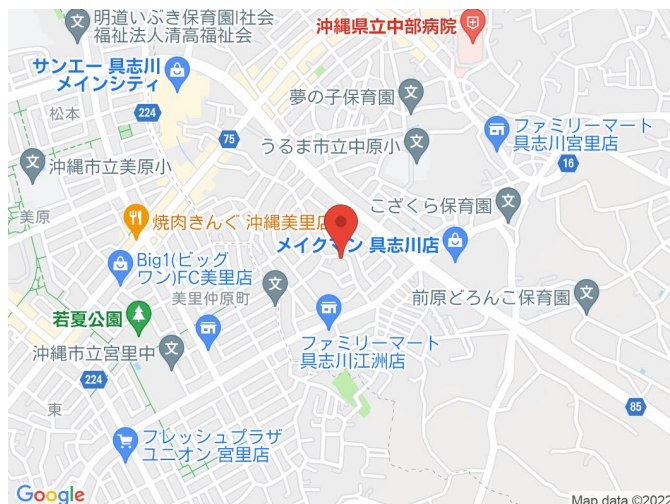 明道いぶき保育園|社会
福祉法人清高福祉会
沖縄県立中部病院
サンエー 具志川
メインシティ
松本
224
夢の子保育園
75
うるま市立中原小
ファミリーマート
具志川宮里店
16
沖縄市立美原小
美原
こざくら保育園
焼肉きんぐ 沖縄美里店
メイクマン 具志川店
Big1(ビッグ
ワン)FC美里店
美里仲原町
前原どろんこ保育園
若夏公園
ファミリーマート
具志川江洲店
沖縄市立宮里中
224
東
85
フレッシュプラザ
ユニオン 宮里店
Google
Map data ©2022